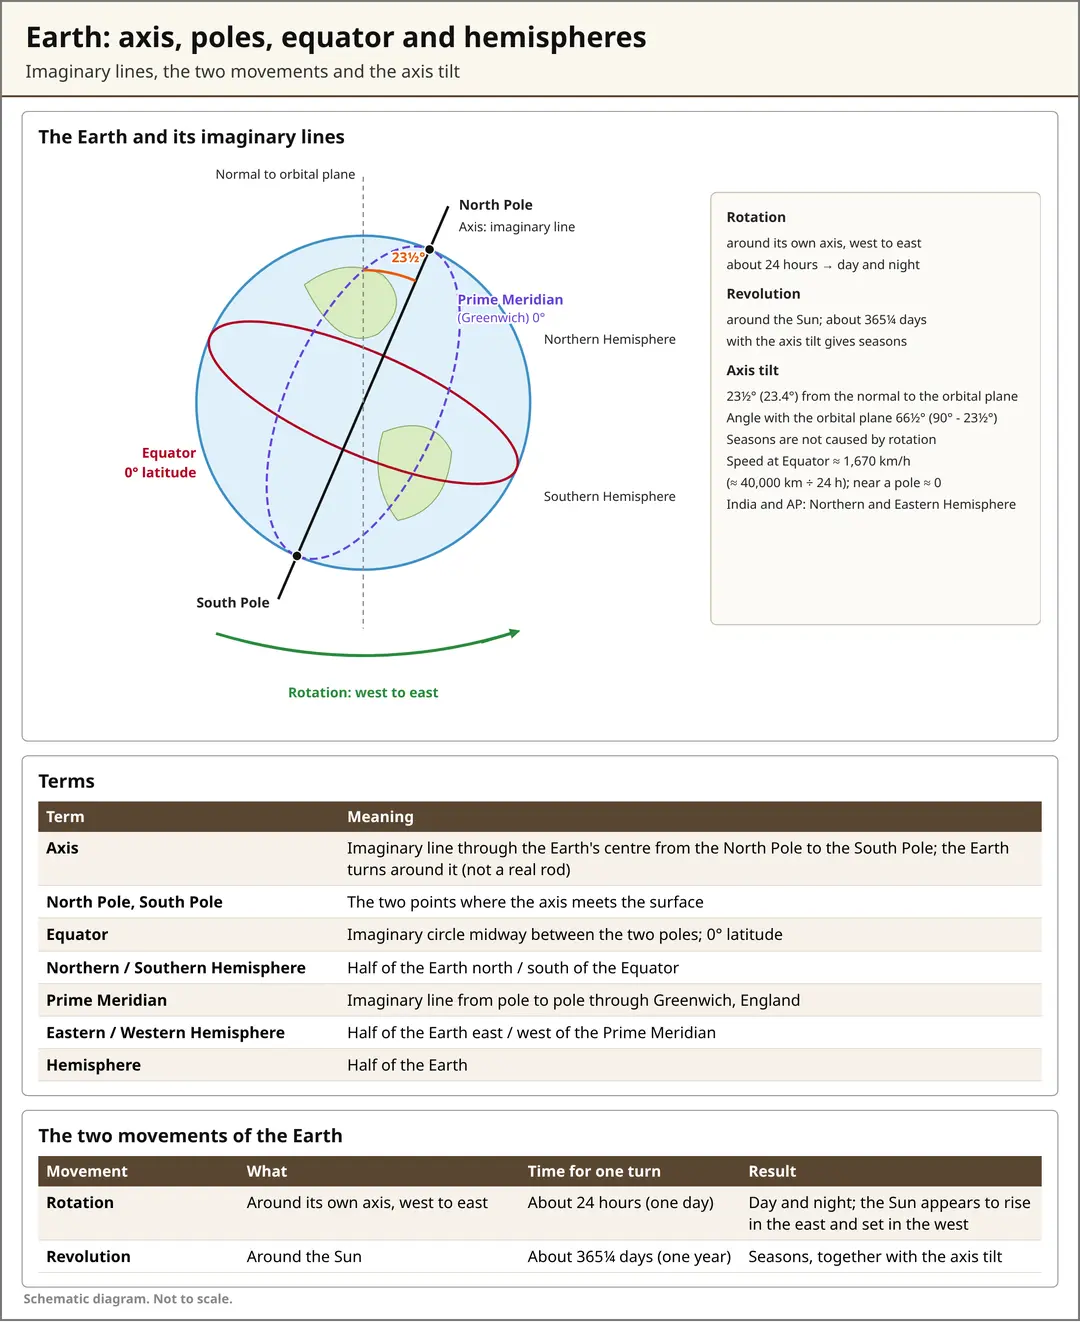 Earth: axis, poles, equator and hemispheres
Imaginary lines, the two movements and the axis tilt
The Earth and its imaginary lines
Normal to orbital plane
North Pole
Axis: imaginary line
23½°
Prime Meridian
(Greenwich) 0°
Northern Hemisphere
Equator
0° latitude
Southern Hemisphere
South Pole
Rotation: west to east
Rotation
around its own axis, west to east
about 24 hours → day and night
Revolution
around the Sun; about 365¼ days
with the axis tilt gives seasons
Axis tilt
23½° (23.4°) from the normal to the orbital plane
Angle with the orbital plane 66½° (90° - 23½°)
Seasons are not caused by rotation
Speed at Equator ≈ 1,670 km/h
(≈ 40,000 km ÷ 24 h); near a pole ≈ 0
India and AP: Northern and Eastern Hemisphere
Terms
Term Meaning
Axis Imaginary line through the Earth's centre from the North Pole to the South Pole; the Earth
turns around it (not a real rod)
North Pole, South Pole The two points where the axis meets the surface
Equator Imaginary circle midway between the two poles; 0° latitude
Northern / Southern Hemisphere Half of the Earth north / south of the Equator
Prime Meridian Imaginary line from pole to pole through Greenwich, England
Eastern / Western Hemisphere Half of the Earth east / west of the Prime Meridian
Hemisphere Half of the Earth
The two movements of the Earth
Movement What Time for one turn Result
Rotation Around its own axis, west to east About 24 hours (one day) Day and night; the Sun appears to rise
in the east and set in the west
Revolution Around the Sun About 365¼ days (one year) Seasons, together with the axis tilt
Schematic diagram. Not to scale.